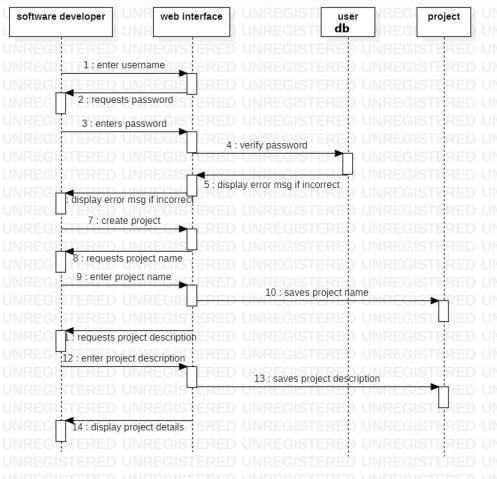 software developer
web interface
user
db
project
1 : enter username
2 : requests password
3 : enters password
4 : verify password
5 : display error msg if incorrect
: display error msg if incorrect
7 : create project
8 : requests project name
9 : enter project name
10 : saves project name
1 : requests project description
12 : enter project description
13 : saves project description
14 : display project details
UNREGISTERED